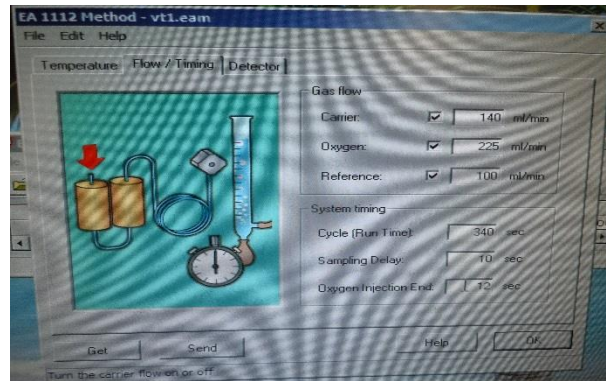 EA 1112 Method - vt1.eam
File Edit Help
Temperature Flow / Timing Detector
Gas flow
Carrier: 140 ml/min
Oxygen: 225 ml/min
Reference: 100 ml/min
System timing
Cycle (Run Time): 340 sec
Sampling Delay: 10 sec
Oxygen Injection End: 12 sec
Get Send Help OK
Turn the carrier flow on or off.